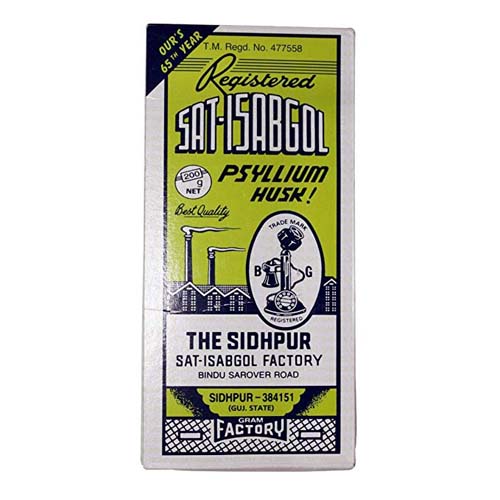 OUR'S
65TH YEAR
T.M. Regd. No. 477558
Registered
SAT-ISABGOL
PSYLLIUM
HUSK!
200
g
NET
Best Quality
TRADE MARK
B G
REGISTERED
THE SIDHPUR
SAT-ISABGOL FACTORY
BINDU SAROVER ROAD
SIDHPUR-384151
(GUJ. STATE)
GRAM
FACTORY